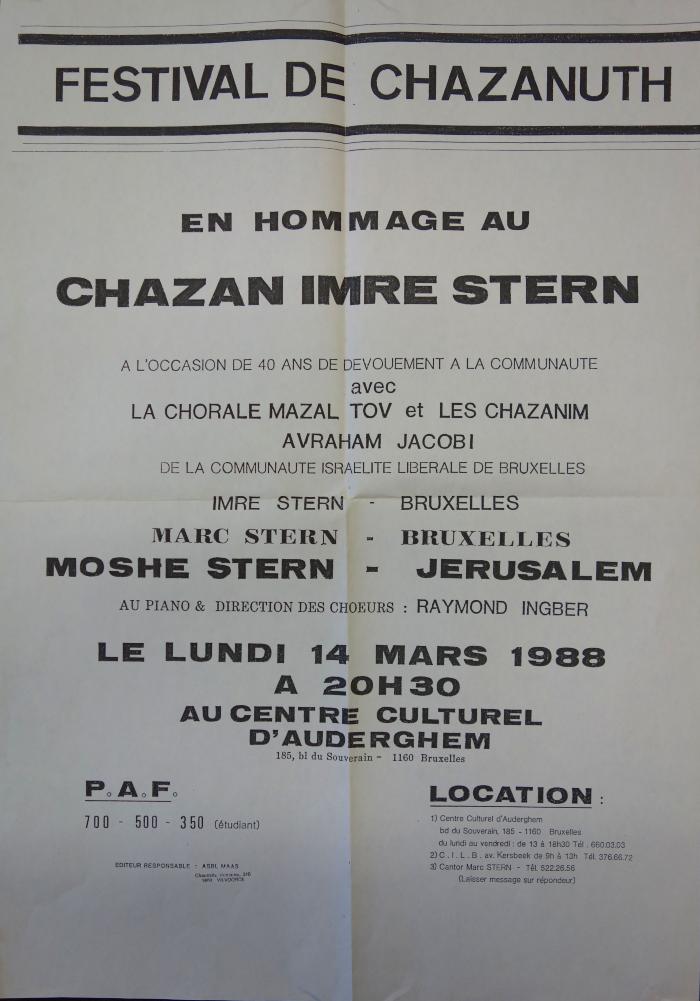 FESTIVAL DE CHAZANUTH
EN HOMMAGE AU
CHAZAN IMRE STERN
A L'OCCASION DE 40 ANS DE DEVOUEMENT A LA COMMUNAUTE
avec
LA CHORALE MAZAL TOV et LES CHAZANIM
AVRAHAM JACOBI
DE LA COMMUNAUTE ISRAELITE LIBERALE DE BRUXELLES
IMRE STERN - BRUXELLES
MARC STERN - BRUXELLES
MOSHE STERN - JERUSALEM
AU PIANO & DIRECTION DES CHOEURS : RAYMOND INGBER
LE LUNDI 14 MARS 1988
A 20H30
AU CENTRE CULTUREL
D'AUDERGHEM
185, bl du Souverain - 1160 Bruxelles
P.A.F.
700 - 500 - 350 (étudiant)
EDITEUR RESPONSABLE : ASBL MAAS
VILVOORDE
LOCATION :
1) Centre Culturel d'Auderghem
bd du Souverain, 185 - 1160 Bruxelles
du lundi au vendredi : de 13 à 18h30 Tél. 660.03.03
2) C.I.L.B. av. Kersbeek de 9h à 13h Tél. 376.66.72
3) Cantor Marc STERN - Tél. 522.26.56
(Laisser message sur répondeur)